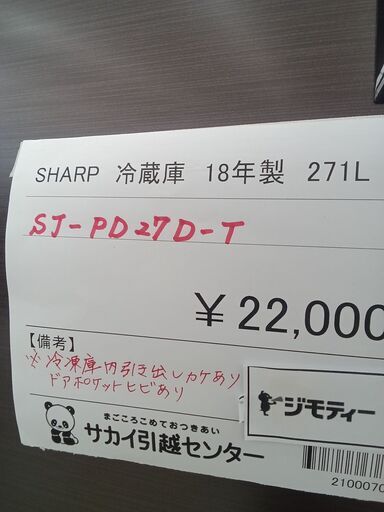 SHARP 冷蔵庫 18年製 271L
SJ-PD27D-T
¥22,000
【備考】
※冷凍庫内引き出しカケあり
ドアポケットヒビあり
ジモティー
まごころこめておつきあい
サカイ引越センター
2100070